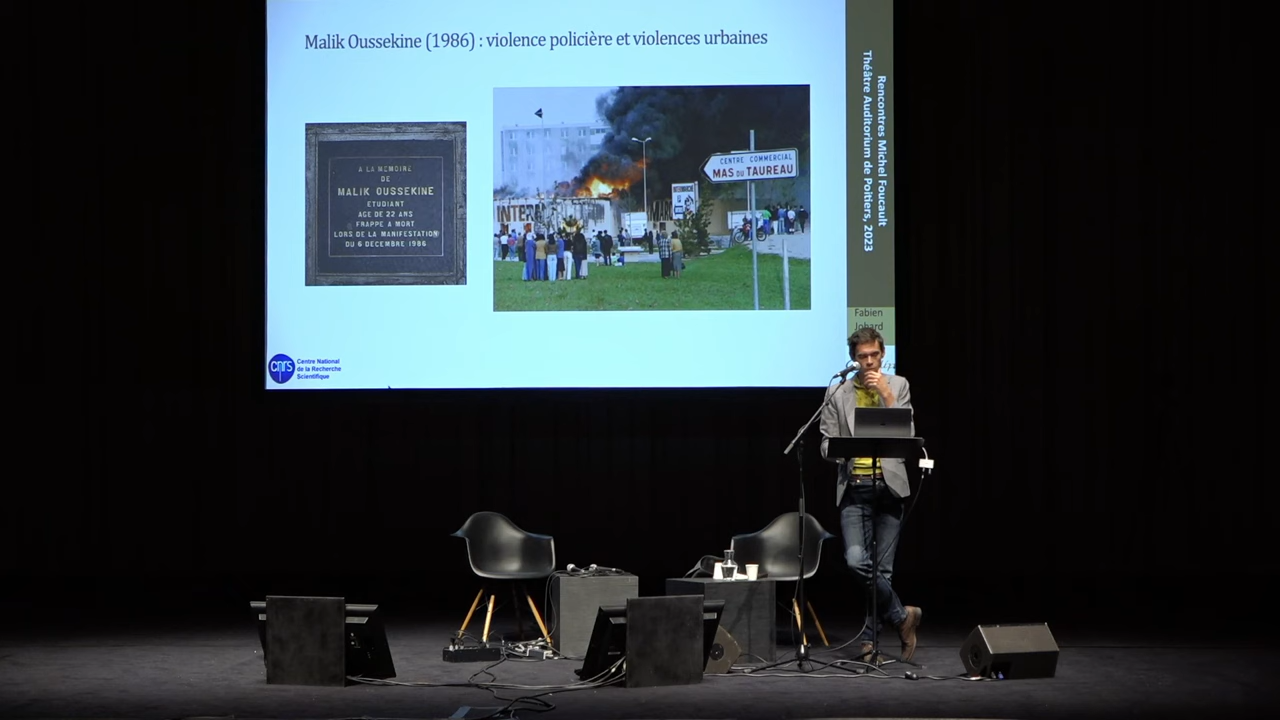 Malik Oussekine (1986) : violence policière et violences urbaines
A LA MEMOIRE
DE
MALIK OUSSEKINE
ETUDIANT
AGE DE 22 ANS
FRAPPE A MORT
LORS DE LA MANIFESTATION
DU 6 DECEMBRE 1986
CENTRE COMMERCIAL
MAS DU TAUREAU
INTER
cnrs
Centre National
de la Recherche
Scientifique
Rencontres Michel Foucault
Théâtre Auditorium de Poitiers, 2023
Fabien
Jobard